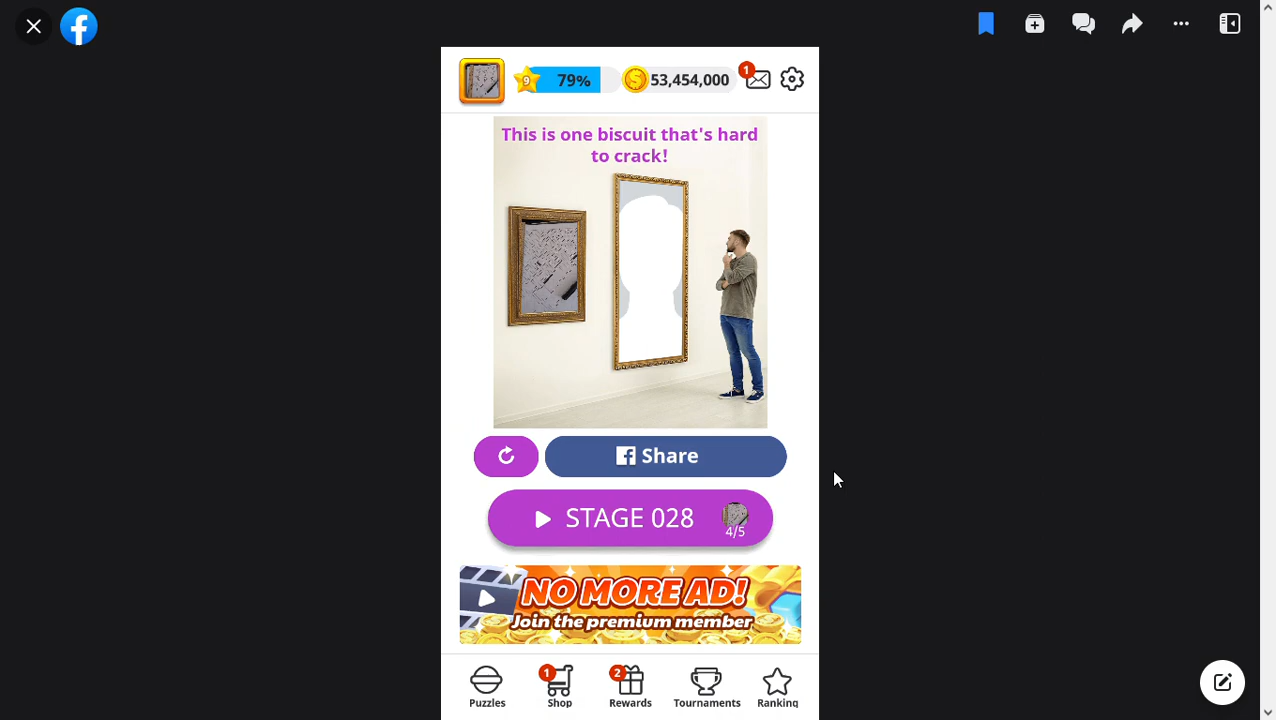 9
79%
53,454,000
1
This is one biscuit that's hard
to crack!
Share
STAGE 028
4/5
NO MORE AD!
Join the premium member
1
2
Puzzles
Shop
Rewards
Tournaments
Ranking